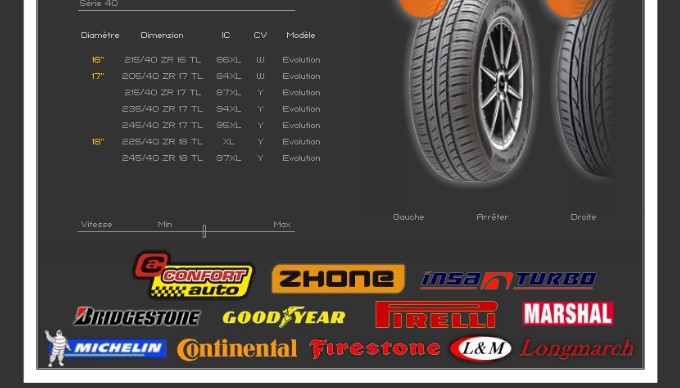 Série 40
Diamètre Dimension IC CV Modèle
16" 215/40 ZR 16 TL 86XL W Evolution
17" 205/40 ZR 17 TL 84XL W Evolution
215/40 ZR 17 TL 87XL Y Evolution
235/40 ZR 17 TL 94XL Y Evolution
245/40 ZR 17 TL 95XL Y Evolution
18" 225/40 ZR 18 TL XL Y Evolution
245/40 ZR 18 TL 97XL Y Evolution
Vitesse Min Max
Gauche Arrêter Droite
CONFORT auto ZHONE INSA TURBO
BRIDGESTONE GOODYEAR PIRELLI MARSHAL
MICHELIN Continental Firestone L&M Longmarch